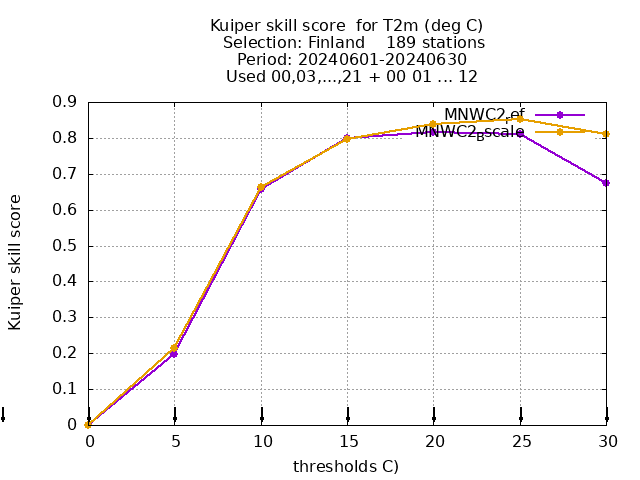 Kuiper skill score  for T2m (deg C)
Selection: Finland    189 stations
Period: 20240601-20240630
Used 00,03,...,21 + 00 01 ... 12
MNWC2ref
MNWC2Bscale
0.9
0.8
0.7
0.6
0.5
0.4
0.3
0.2
0.1
0
Kuiper skill score
0 5 10 15 20 25 30
thresholds C)